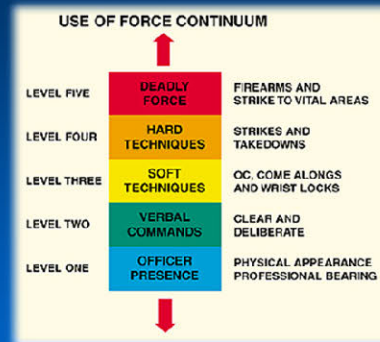 USE OF FORCE CONTINUUM
LEVEL FIVE
DEADLY
FORCE
FIREARMS AND
STRIKE TO VITAL AREAS
LEVEL FOUR
HARD
TECHNIQUES
STRIKES AND
TAKEDOWNS
LEVEL THREE
SOFT
TECHNIQUES
OC, COME ALONGS
AND WRIST LOCKS
LEVEL TWO
VERBAL
COMMANDS
CLEAR AND
DELIBERATE
LEVEL ONE
OFFICER
PRESENCE
PHYSICAL APPEARANCE
PROFESSIONAL BEARING